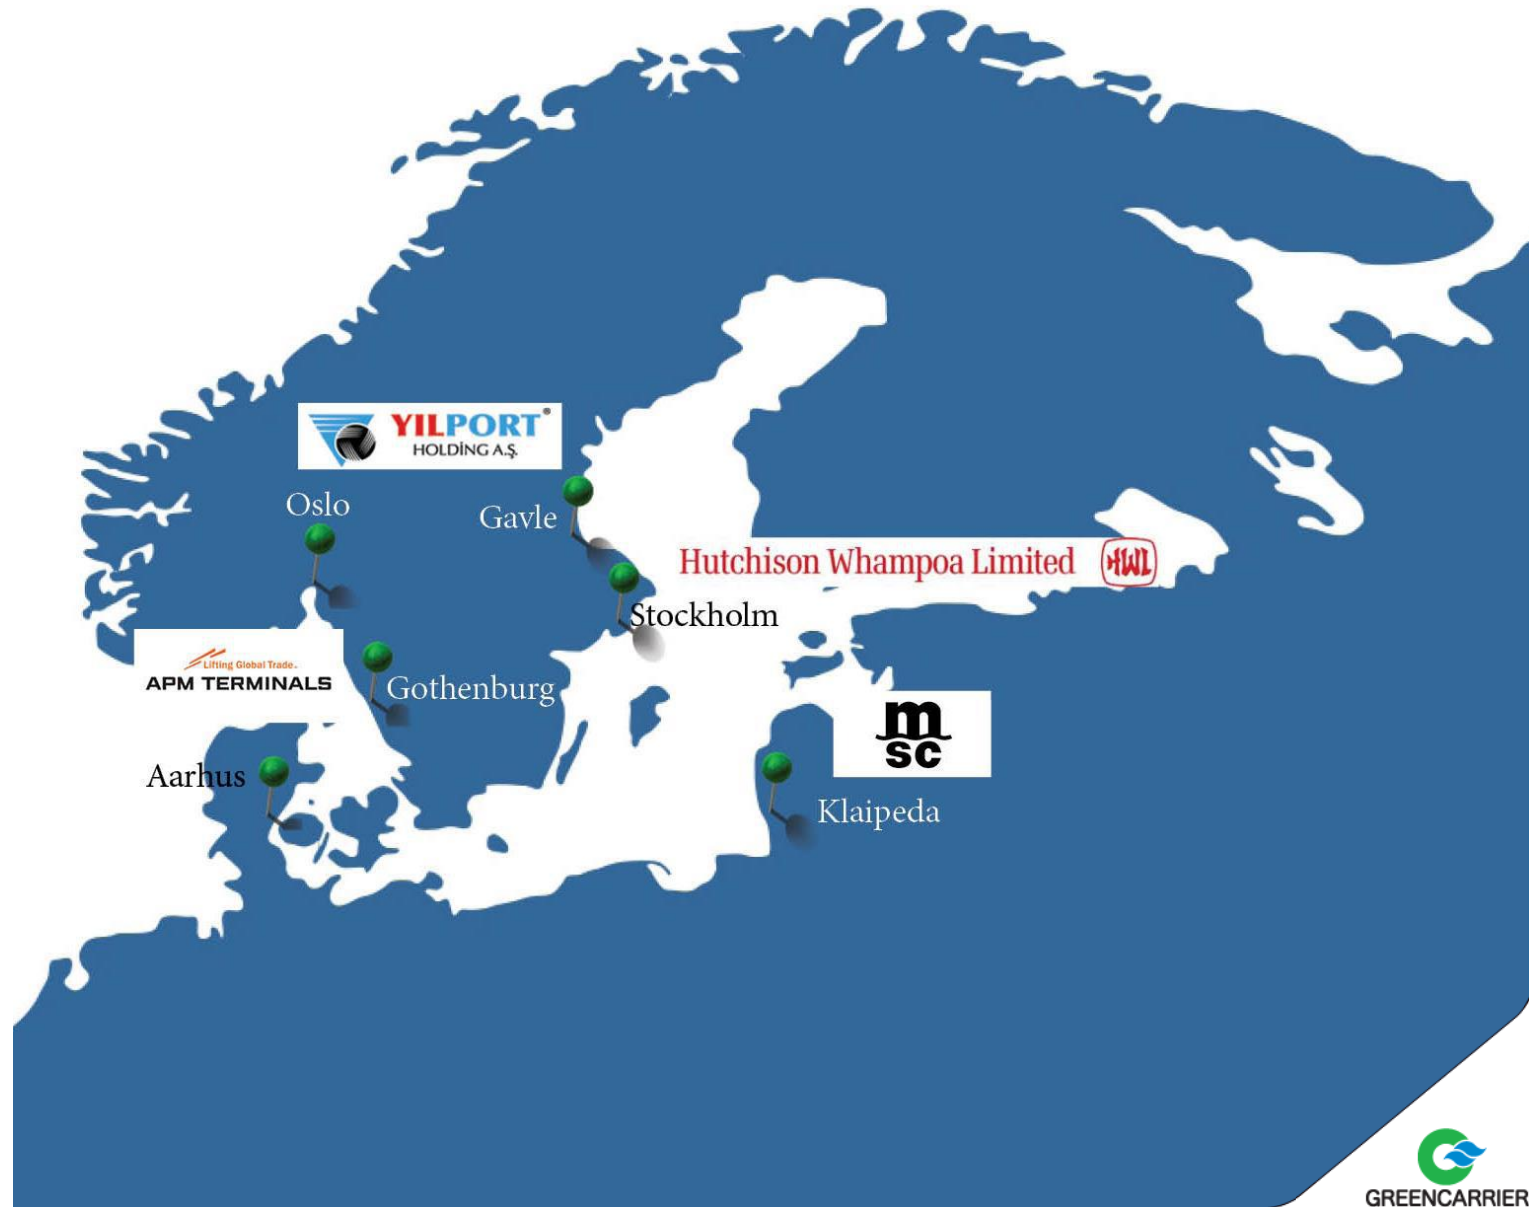 YILPORT®
HOLDİNG A.Ş.
Oslo
Gavle
Hutchison Whampoa Limited HWL
Stockholm
Lifting Global Trade.
APM TERMINALS
Gothenburg
msc
Aarhus
Klaipeda
GREENCARRIER